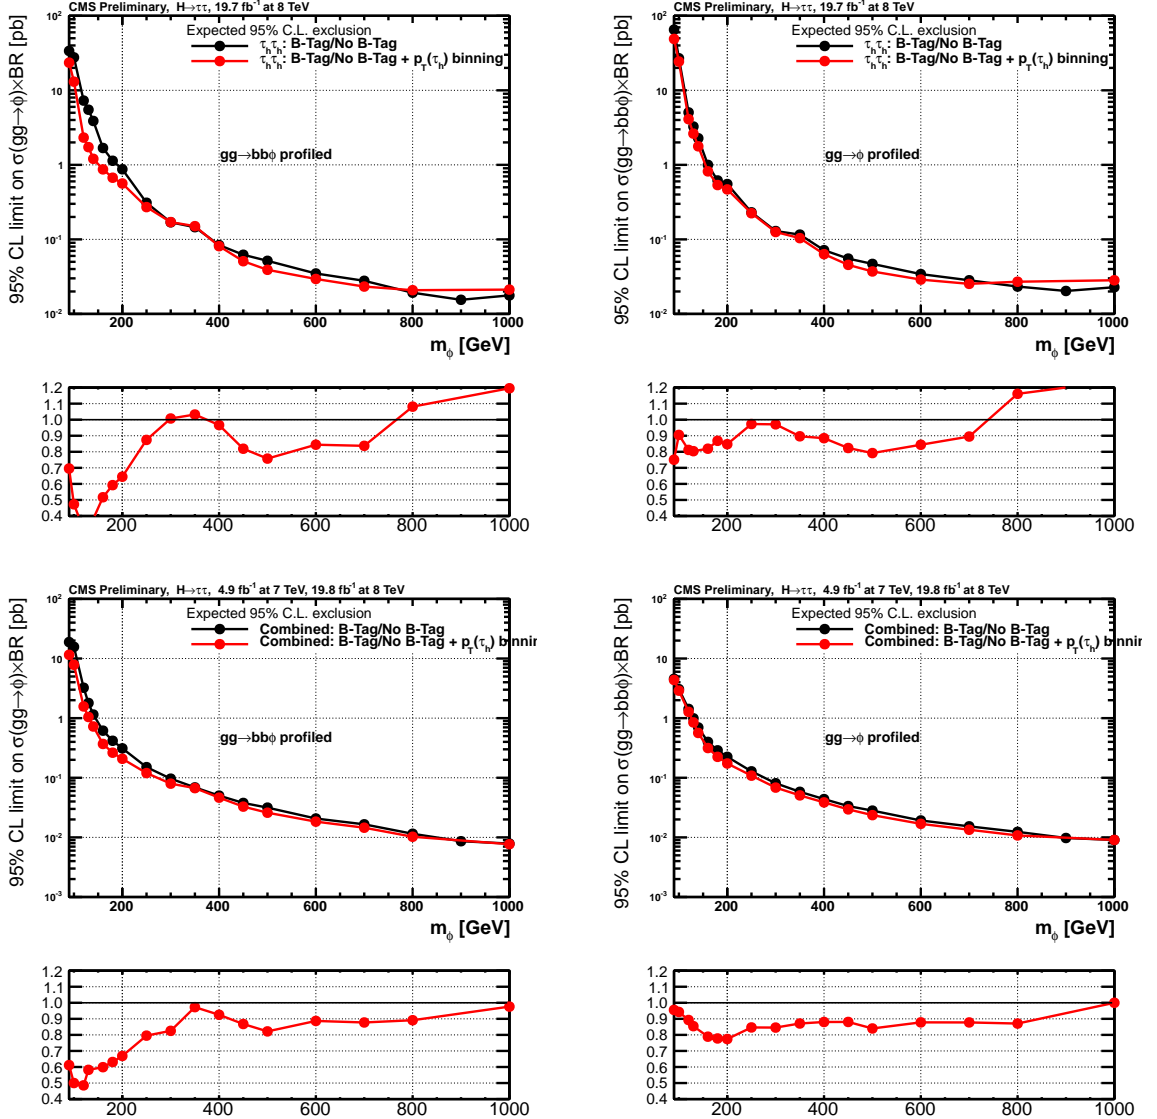 CMS Preliminary, H→ττ, 19.7 fb⁻¹ at 8 TeV
Expected 95% C.L. exclusion
τₕτₕ: B-Tag/No B-Tag
τₕτₕ: B-Tag/No B-Tag + p_T(τₕ) binning
gg→bbϕ profiled
95% CL limit on σ(gg→ϕ)×BR [pb]
10²
10
1
10⁻¹
10⁻²
200 400 600 800 1000
m_ϕ [GeV]
1.2
1.1
1.0
0.9
0.8
0.7
0.6
0.5
0.4
200 400 600 800 1000
CMS Preliminary, H→ττ, 19.7 fb⁻¹ at 8 TeV
Expected 95% C.L. exclusion
τₕτₕ: B-Tag/No B-Tag
τₕτₕ: B-Tag/No B-Tag + p_T(τₕ) binning
gg→ϕ profiled
95% CL limit on σ(gg→bbϕ)×BR [pb]
10²
10
1
10⁻¹
10⁻²
200 400 600 800 1000
m_ϕ [GeV]
1.2
1.1
1.0
0.9
0.8
0.7
0.6
0.5
0.4
200 400 600 800 1000
CMS Preliminary, H→ττ, 4.9 fb⁻¹ at 7 TeV, 19.8 fb⁻¹ at 8 TeV
Expected 95% C.L. exclusion
Combined: B-Tag/No B-Tag
Combined: B-Tag/No B-Tag + p_T(τₕ) binnin
gg→bbϕ profiled
95% CL limit on σ(gg→ϕ)×BR [pb]
10²
10
1
10⁻¹
10⁻²
10⁻³
200 400 600 800 1000
m_ϕ [GeV]
1.2
1.1
1.0
0.9
0.8
0.7
0.6
0.5
0.4
200 400 600 800 1000
CMS Preliminary, H→ττ, 4.9 fb⁻¹ at 7 TeV, 19.8 fb⁻¹ at 8 TeV
Expected 95% C.L. exclusion
Combined: B-Tag/No B-Tag
Combined: B-Tag/No B-Tag + p_T(τₕ) binnin
gg→ϕ profiled
95% CL limit on σ(gg→bbϕ)×BR [pb]
10²
10
1
10⁻¹
10⁻²
10⁻³
200 400 600 800 1000
m_ϕ [GeV]
1.2
1.1
1.0
0.9
0.8
0.7
0.6
0.5
0.4
200 400 600 800 1000